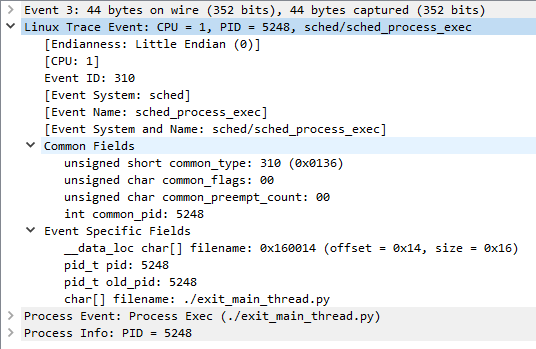 Event 3: 44 bytes on wire (352 bits), 44 bytes captured (352 bits)
Linux Trace Event: CPU = 1, PID = 5248, sched/sched_process_exec
[Endianness: Little Endian (0)]
[CPU: 1]
Event ID: 310
[Event System: sched]
[Event Name: sched_process_exec]
[Event System and Name: sched/sched_process_exec]
Common Fields
unsigned short common_type: 310 (0x0136)
unsigned char common_flags: 00
unsigned char common_preempt_count: 00
int common_pid: 5248
Event Specific Fields
__data_loc char[] filename: 0x160014 (offset = 0x14, size = 0x16)
pid_t pid: 5248
pid_t old_pid: 5248
char[] filename: ./exit_main_thread.py
Process Event: Process Exec (./exit_main_thread.py)
Process Info: PID = 5248